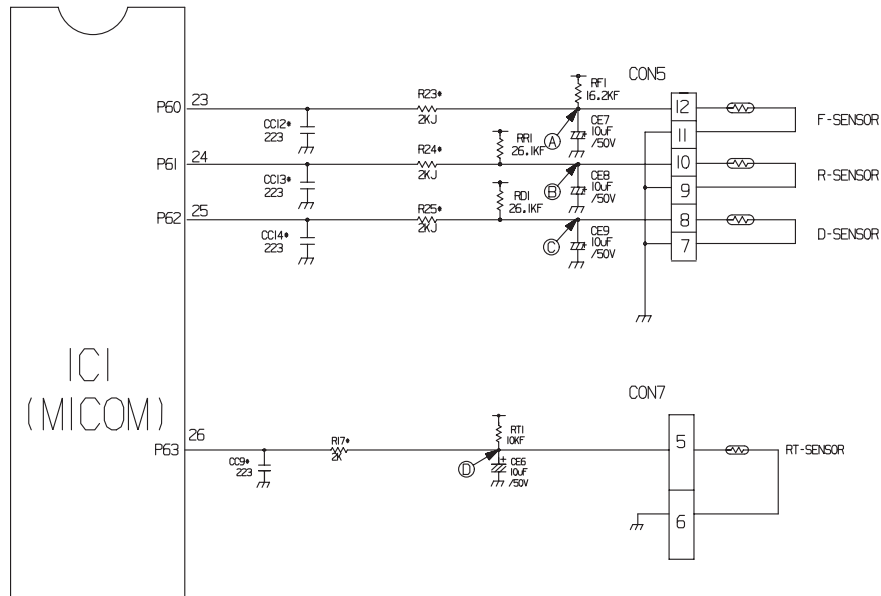 CON5
RF1
16.2KF
P60
23
R23*
2KJ
CC12*
223
A
CE7
10uF
/50V
12
11
F-SENSOR
P61
24
R24*
2KJ
RR1
26.1KF
CC13*
223
B
CE8
10uF
/50V
10
9
R-SENSOR
P62
25
R25*
2KJ
RD1
26.1KF
CC14*
223
C
CE9
10uF
/50V
8
7
D-SENSOR
IC1
(MICOM)
CON7
P63
26
R17*
2K
RT1
10KF
CC9*
223
D
CE6
10uF
/50V
5
6
RT-SENSOR